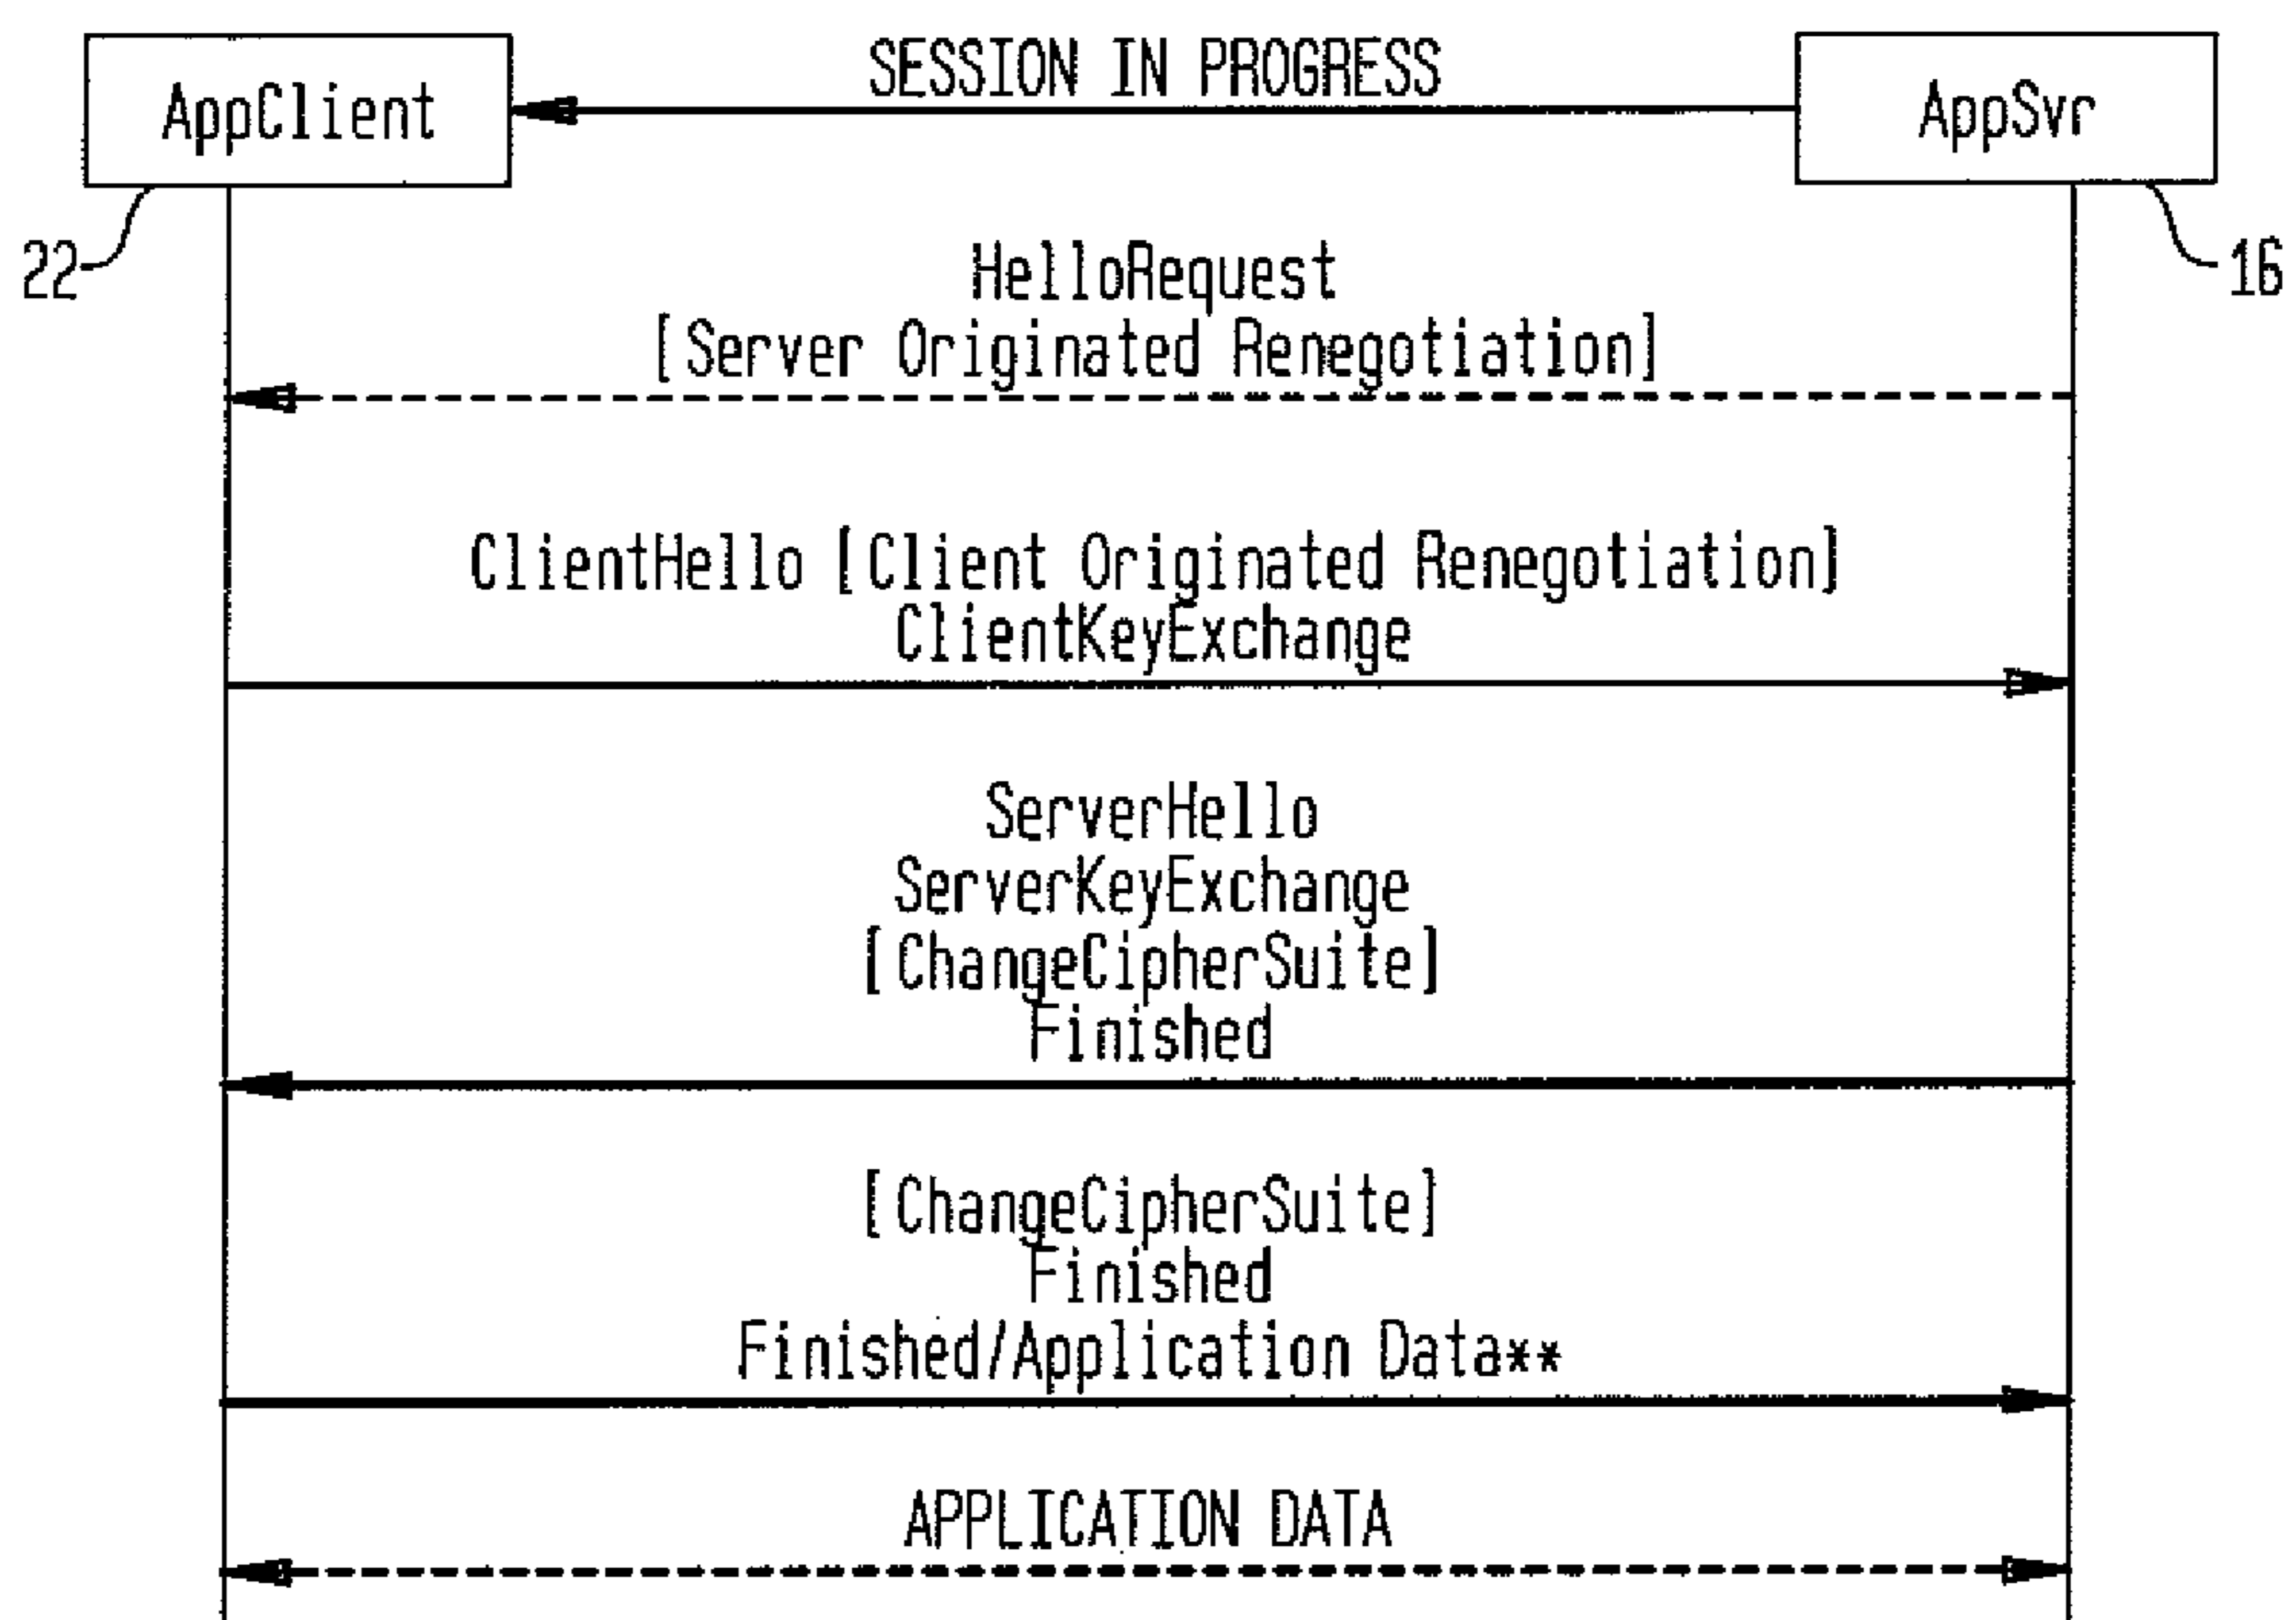 SESSION IN PROGRESS
AppClient
AppSvr
22
16
HelloRequest
[Server Originated Renegotiation]
ClientHello [Client Originated Renegotiation]
ClientKeyExchange
ServerHello
ServerKeyExchange
[ChangeCipherSuite]
Finished
[ChangeCipherSuite]
Finished
Finished/Application Data**
APPLICATION DATA